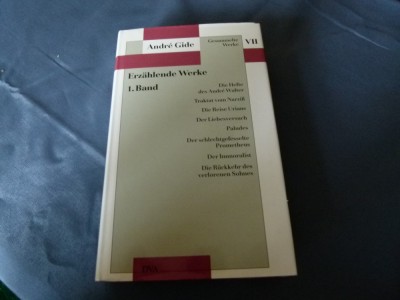 André Gide
Gesammelte
Werke
VII
Erzählende Werke
1. Band
Die Hefte
des André Walter
Traktat vom Narziß
Die Reise Urians
Der Liebesversuch
Paludes
Der schlechtgefesselte
Prometheus
Der Immoralist
Die Rückkehr des
verlorenen Sohnes